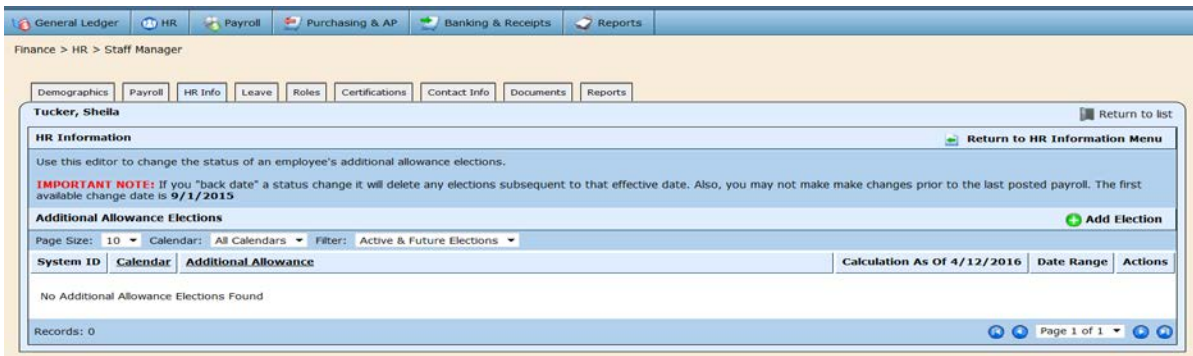 General Ledger HR Payroll Purchasing & AP Banking & Receipts Reports
Finance > HR > Staff Manager
Demographics Payroll HR Info Leave Roles Certifications Contact Info Documents Reports
Tucker, Sheila Return to list
HR Information Return to HR Information Menu
Use this editor to change the status of an employee's additional allowance elections.
IMPORTANT NOTE: If you "back date" a status change it will delete any elections subsequent to that effective date. Also, you may not make make changes prior to the last posted payroll. The first
available change date is 9/1/2015
Additional Allowance Elections Add Election
Page Size: 10 Calendar: All Calendars Filter: Active & Future Elections
System ID Calendar Additional Allowance Calculation As Of 4/12/2016 Date Range Actions
No Additional Allowance Elections Found
Records: 0 Page 1 of 1